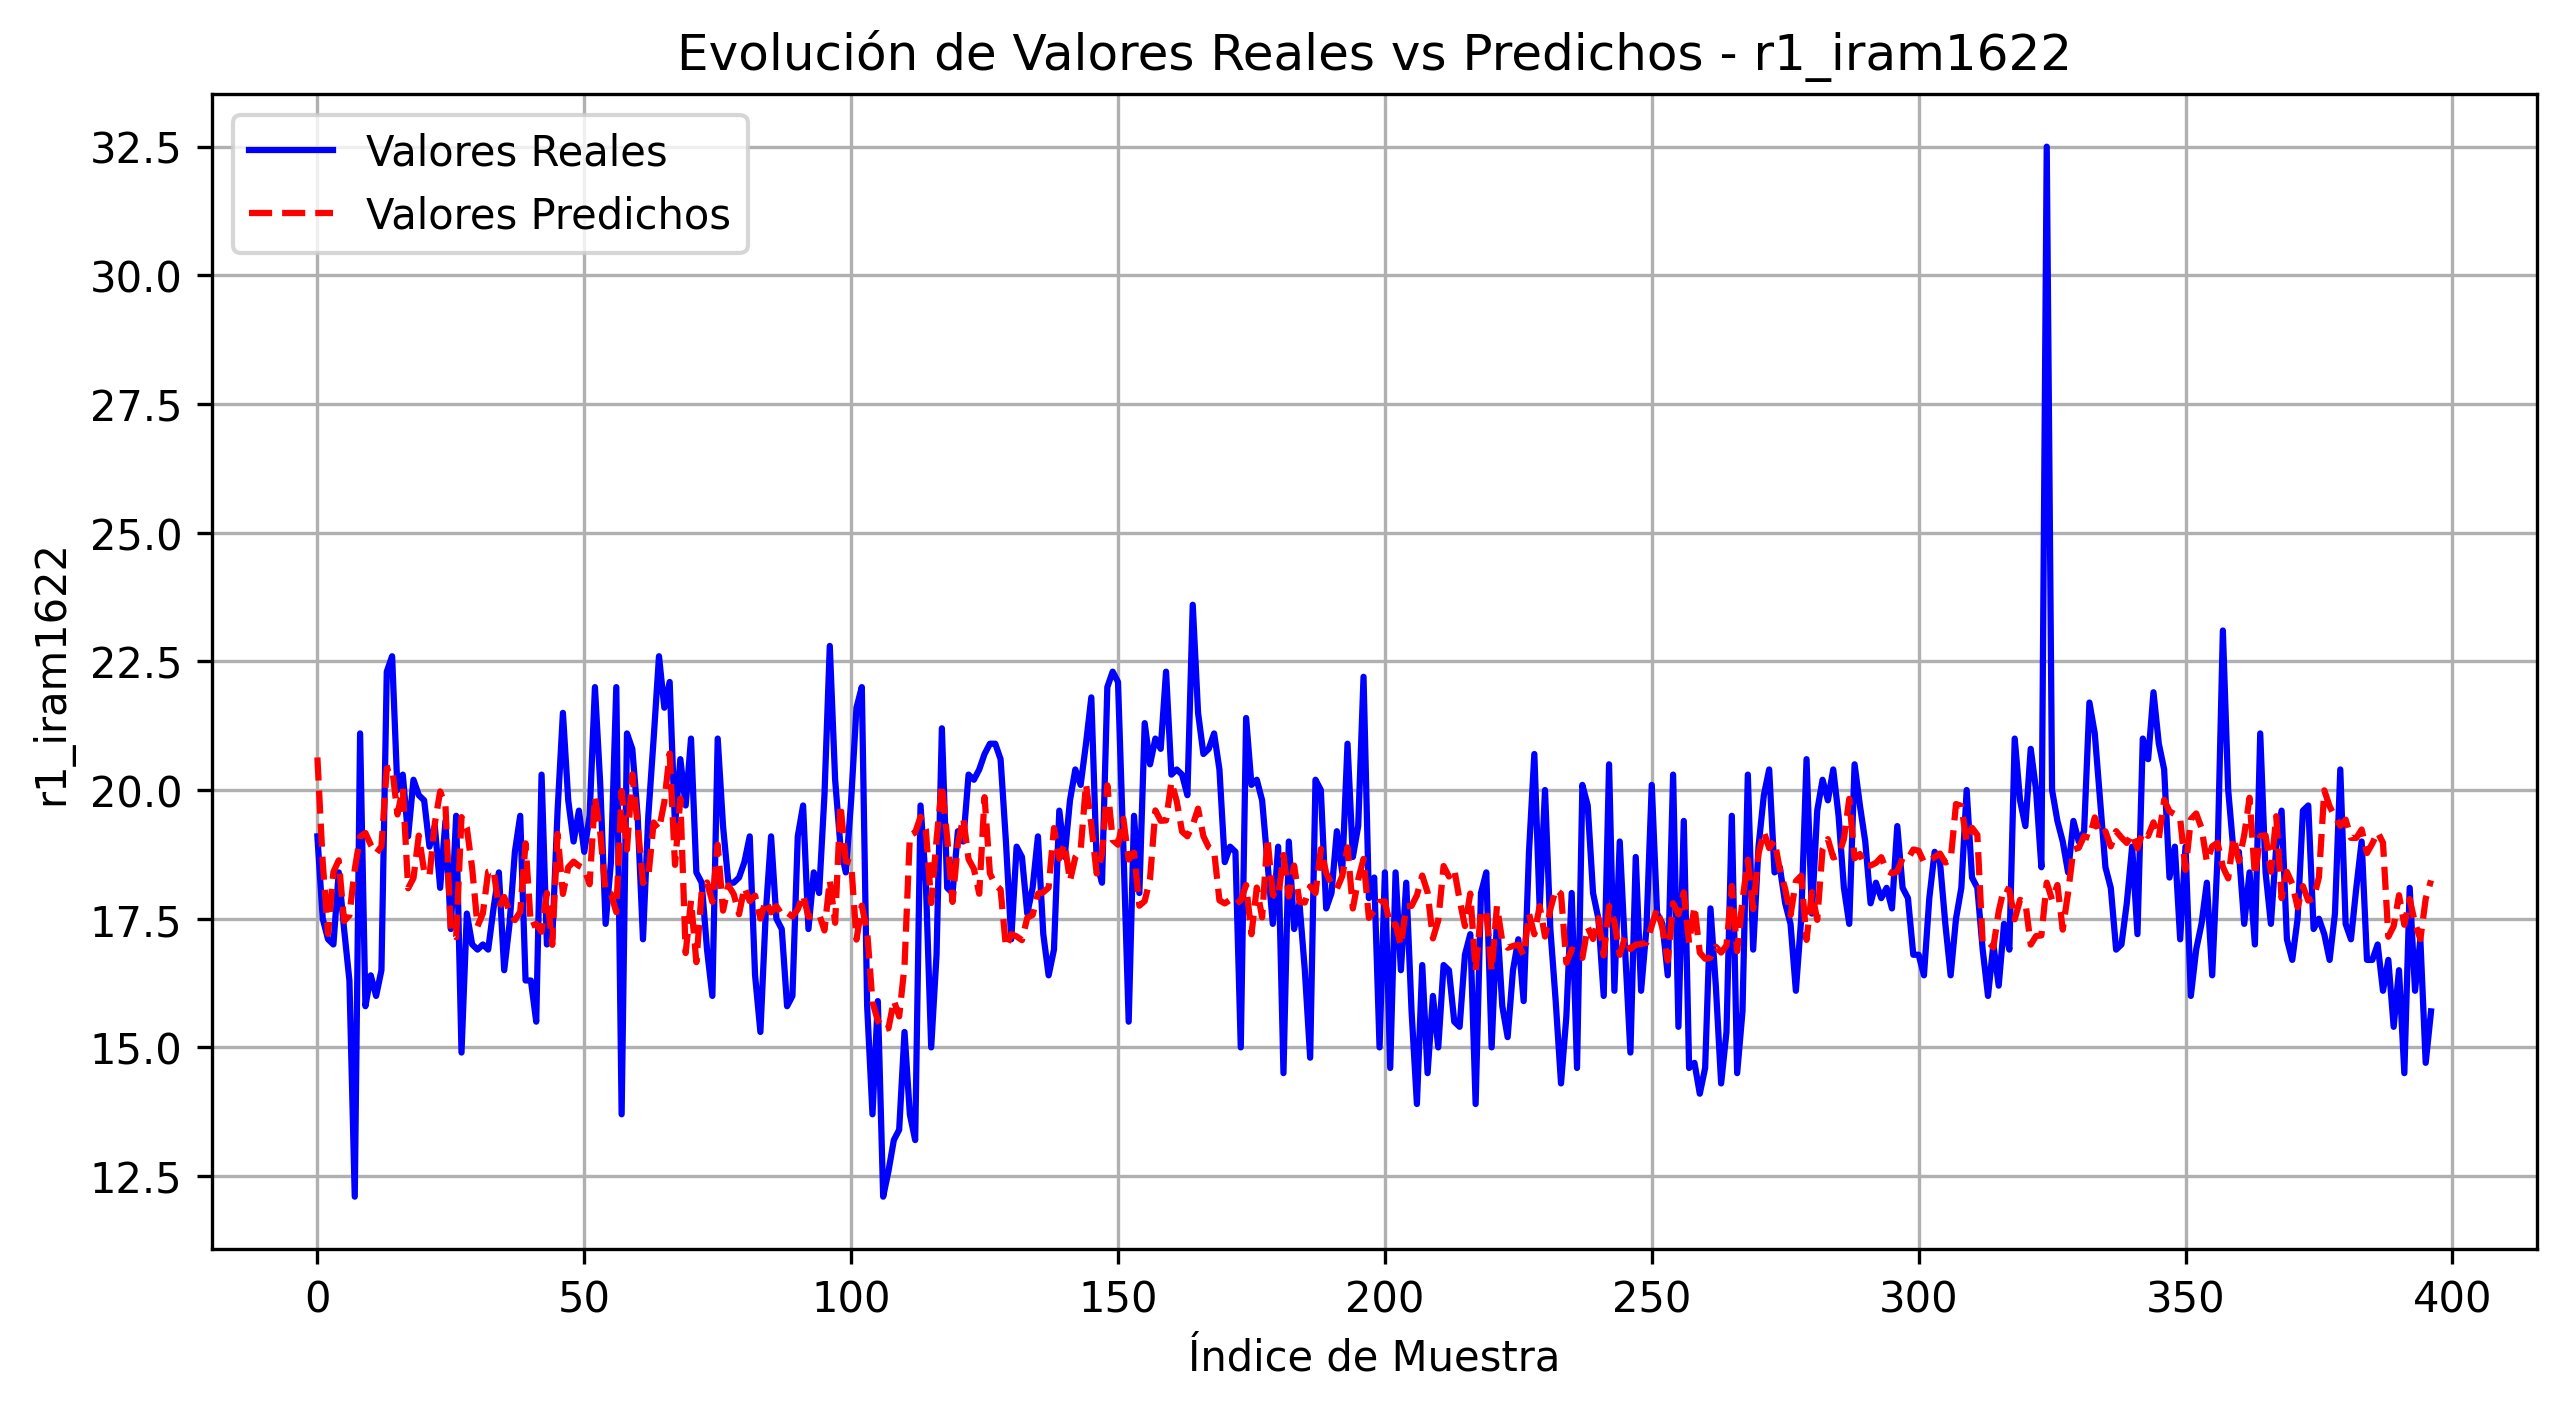 Evolución de Valores Reales vs Predichos - r1_iram1622
Valores Reales
Valores Predichos
32.5
30.0
27.5
25.0
22.5
20.0
17.5
15.0
12.5
r1_iram1622
0 50 100 150 200 250 300 350 400
Índice de Muestra